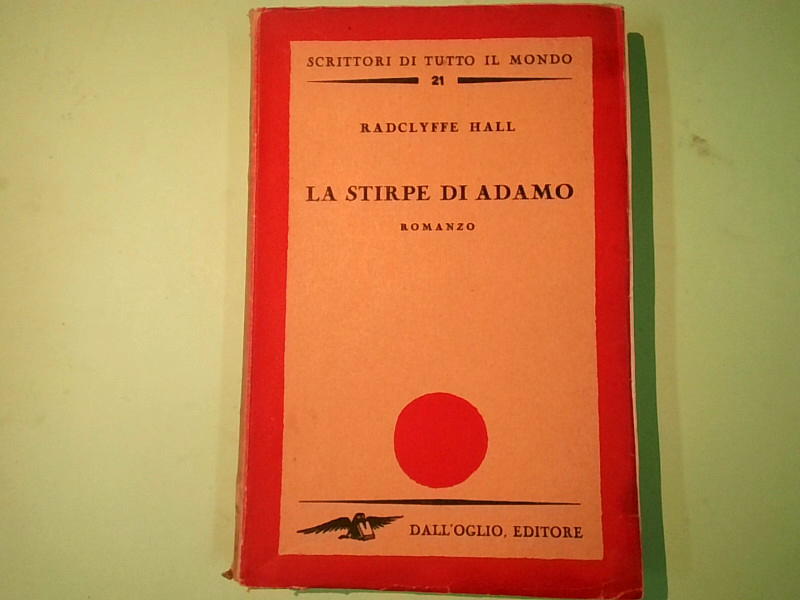 SCRITTORI DI TUTTO IL MONDO
21
RADCLYFFE HALL
LA STIRPE DI ADAMO
ROMANZO
DALL'OGLIO, EDITORE